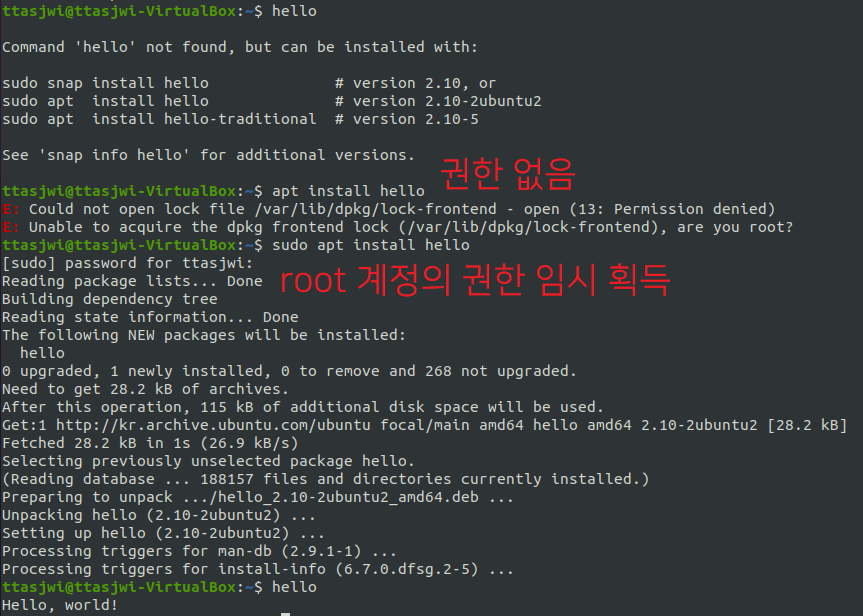 ttasjwi@ttasjwi-VirtualBox:~$ hello
Command 'hello' not found, but can be installed with:
sudo snap install hello              # version 2.10, or
sudo apt  install hello              # version 2.10-2ubuntu2
sudo apt  install hello-traditional  # version 2.10-5
See 'snap info hello' for additional versions.
권한 없음
ttasjwi@ttasjwi-VirtualBox:~$ apt install hello
E: Could not open lock file /var/lib/dpkg/lock-frontend - open (13: Permission denied)
E: Unable to acquire the dpkg frontend lock (/var/lib/dpkg/lock-frontend), are you root?
ttasjwi@ttasjwi-VirtualBox:~$ sudo apt install hello
[sudo] password for ttasjwi:
Reading package lists... Done
root 계정의 권한 임시 획득
Building dependency tree
Reading state information... Done
The following NEW packages will be installed:
  hello
0 upgraded, 1 newly installed, 0 to remove and 268 not upgraded.
Need to get 28.2 kB of archives.
After this operation, 115 kB of additional disk space will be used.
Get:1 http://kr.archive.ubuntu.com/ubuntu focal/main amd64 hello amd64 2.10-2ubuntu2 [28.2 kB]
Fetched 28.2 kB in 1s (26.9 kB/s)
Selecting previously unselected package hello.
(Reading database ... 188157 files and directories currently installed.)
Preparing to unpack .../hello_2.10-2ubuntu2_amd64.deb ...
Unpacking hello (2.10-2ubuntu2) ...
Setting up hello (2.10-2ubuntu2) ...
Processing triggers for man-db (2.9.1-1) ...
Processing triggers for install-info (6.7.0.dfsg.2-5) ...
ttasjwi@ttasjwi-VirtualBox:~$ hello
Hello, world!